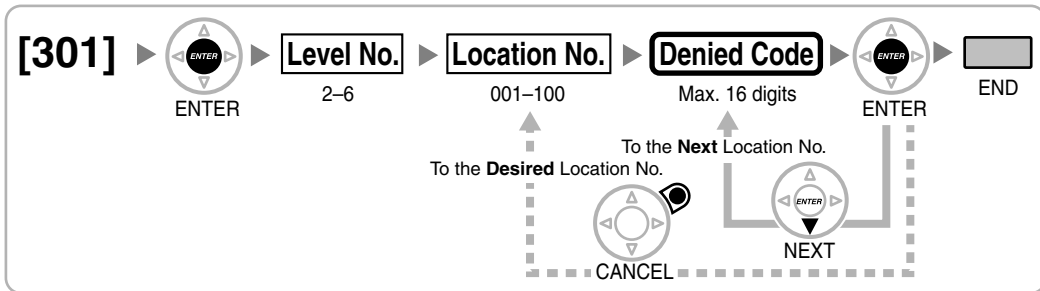 [301] ENTER Level No. Location No. Denied Code ENTER
ENTER 2–6 001–100 Max. 16 digits ENTER END
To the Next Location No.
To the Desired Location No.
ENTER
NEXT
CANCEL